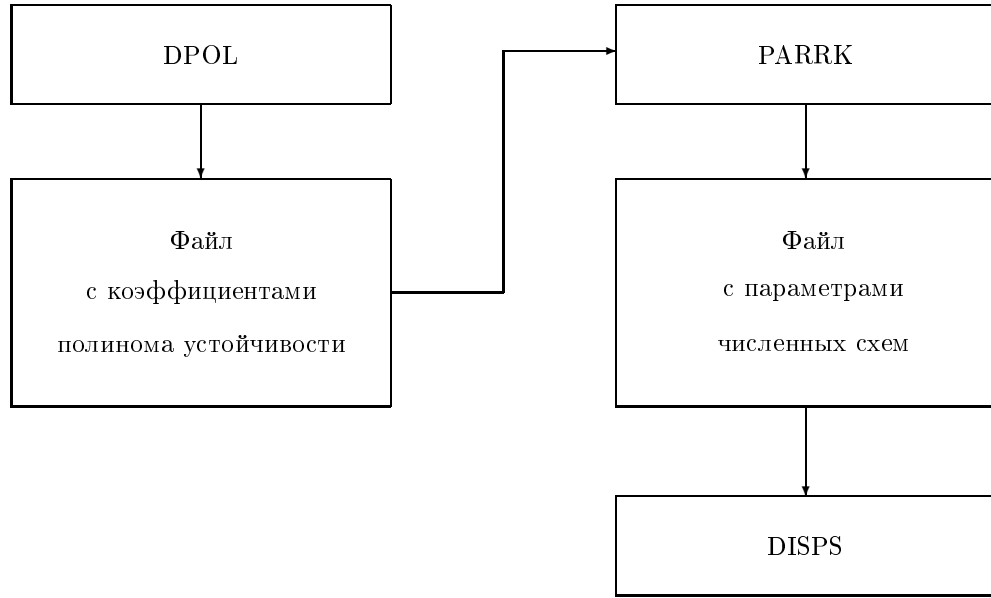 DPOL
Файл
с коэффициентами
полинома устойчивости
PARRK
Файл
с параметрами
численных схем
DISPS